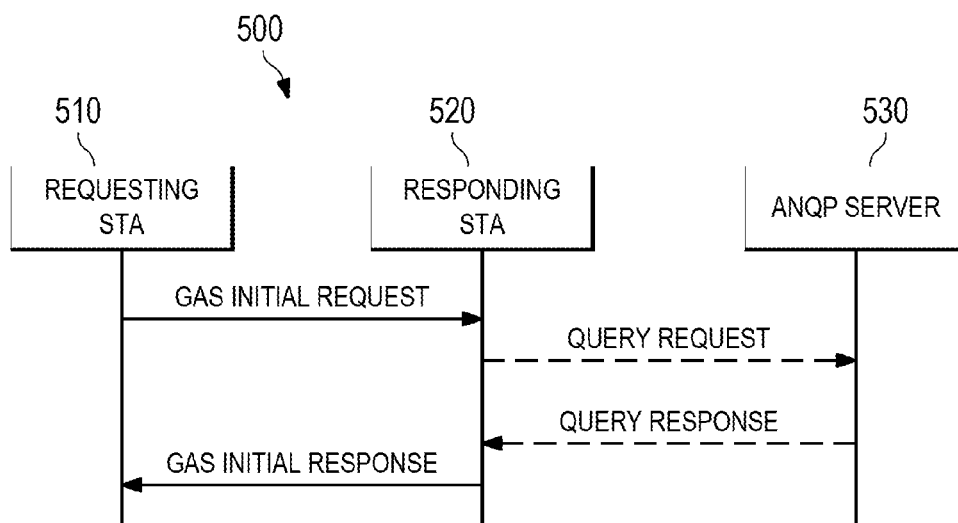 500
510
520
530
REQUESTING
STA
RESPONDING
STA
ANQP SERVER
GAS INITIAL REQUEST
QUERY REQUEST
QUERY RESPONSE
GAS INITIAL RESPONSE